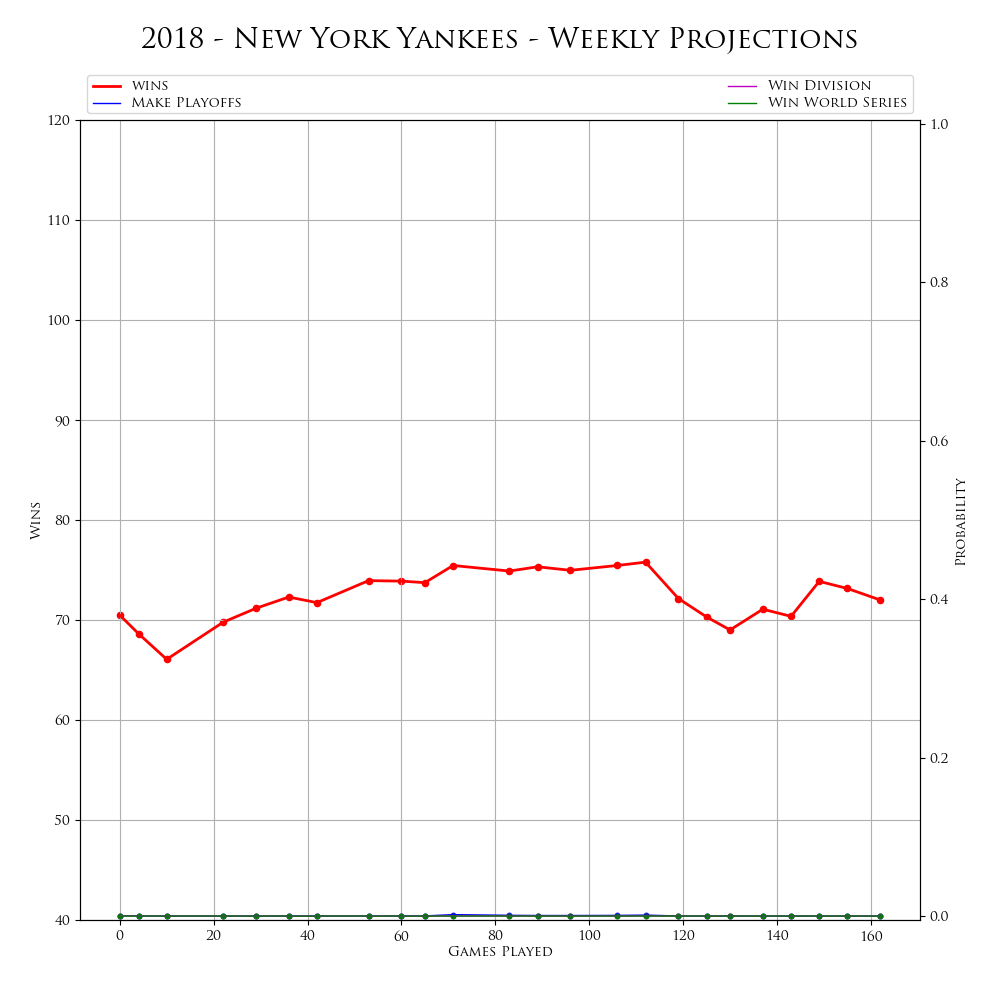 2018 - New York Yankees - Weekly Projections
wins
Make Playoffs
Win Division
Win World Series
120
110
100
90
80
70
60
50
40
Wins
1.0
0.8
0.6
0.4
0.2
0.0
Probability
0 20 40 60 80 100 120 140 160
Games Played